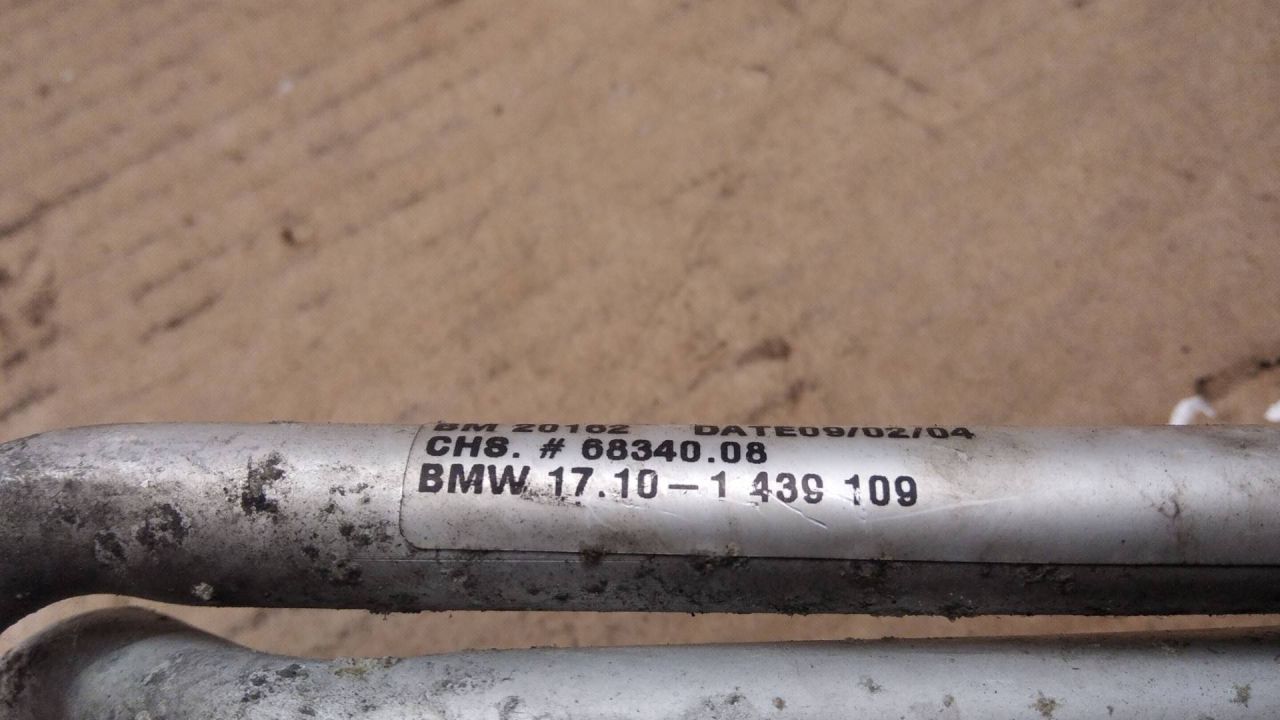 BM 20162 DATE09/02/04
CHS. # 68340.08
BMW 17.10-1 439 109